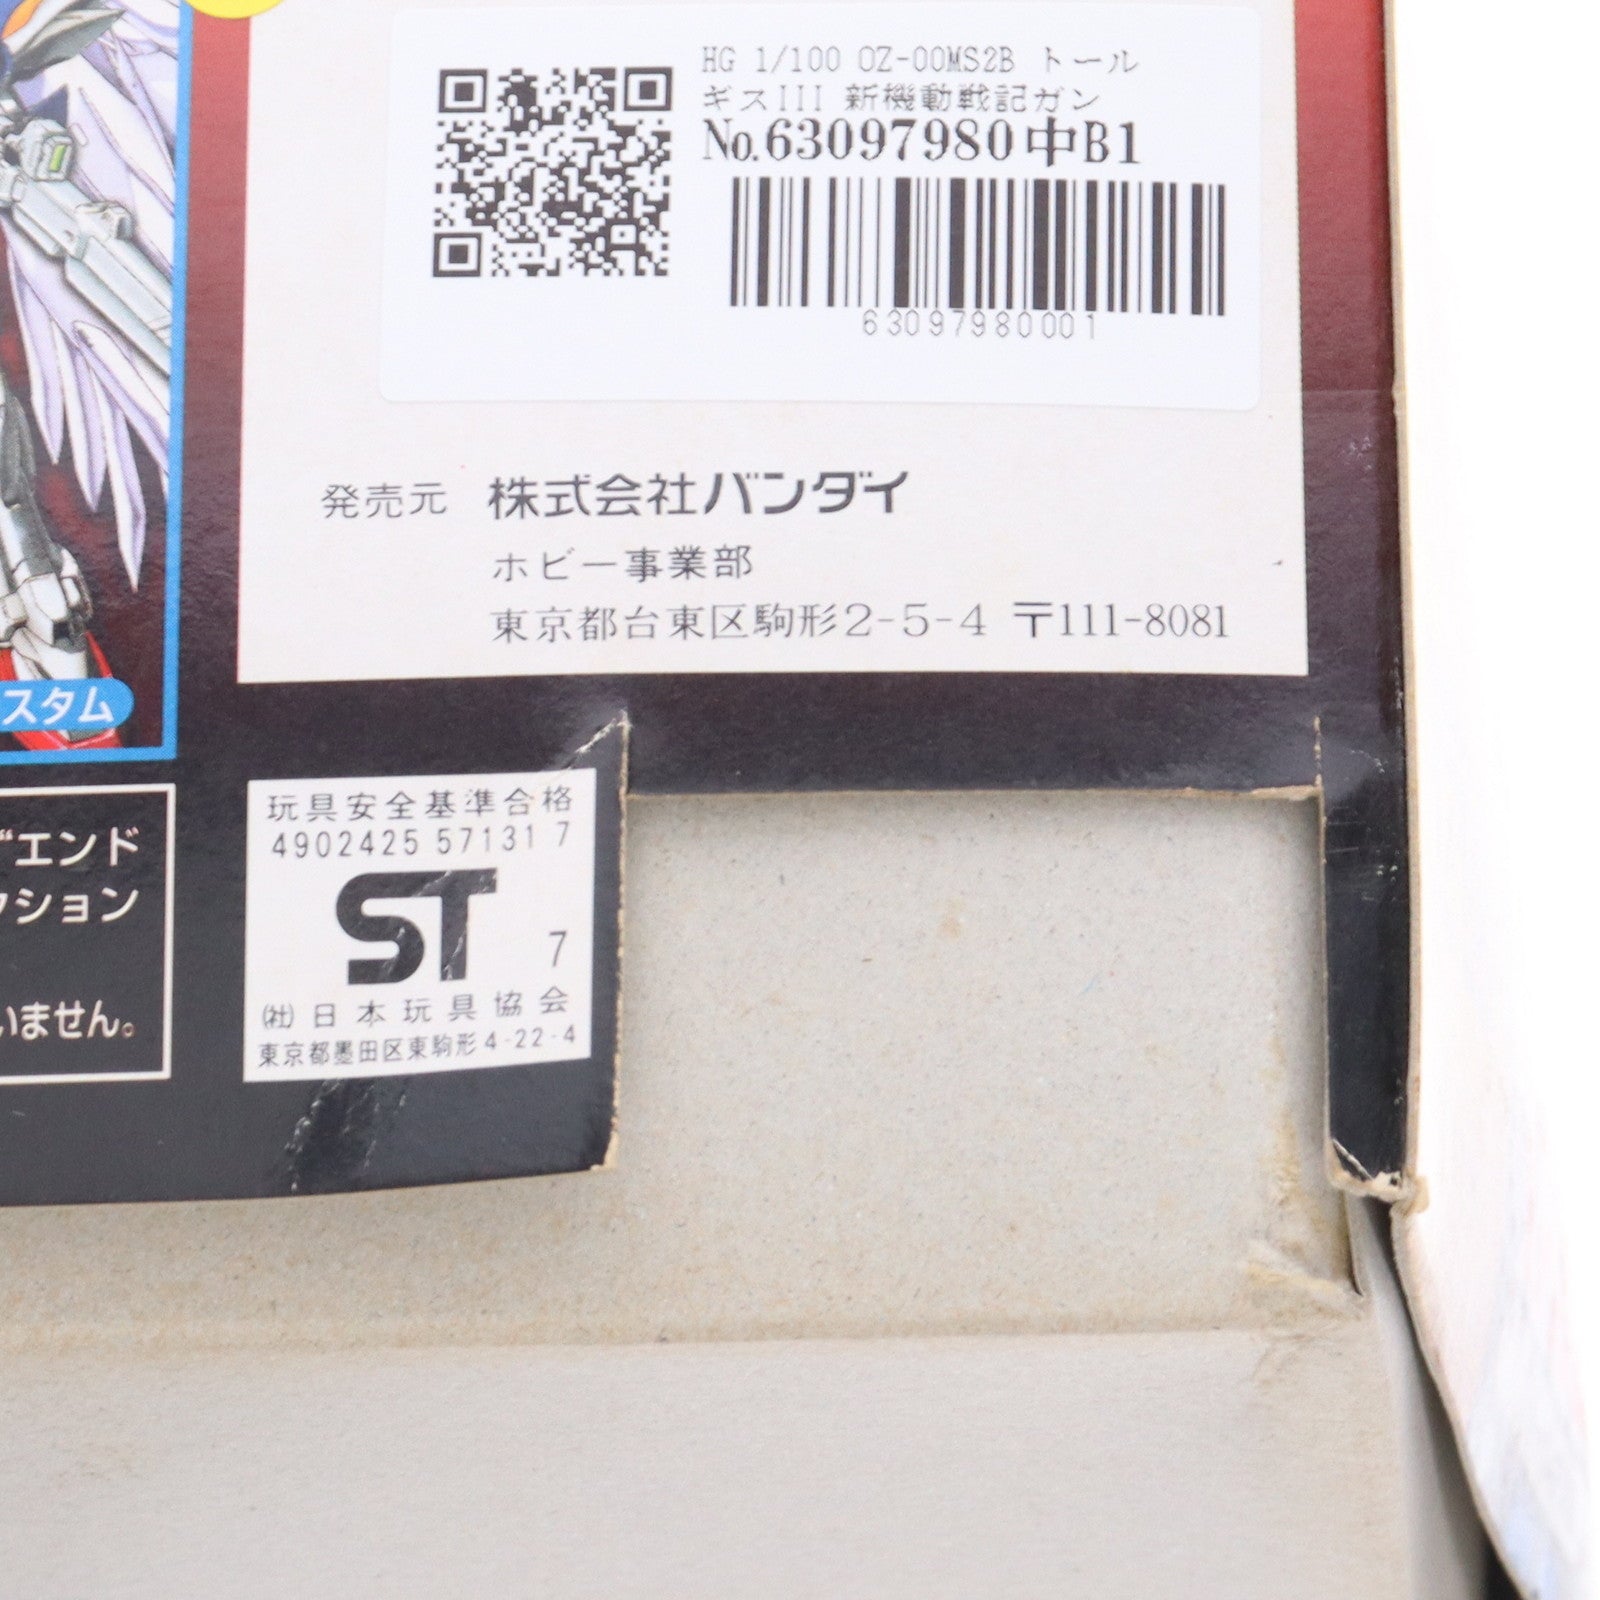 HG 1/100 OZ-00MS2B トール
ギスIII 新機動戦記ガン
No.63097980中B1
63097980001
発売元 株式会社バンダイ
ホビー事業部
東京都台東区駒形2-5-4 〒111-8081
スタム
玩具安全基準合格
4902425 57131 7
ST 7
(社)日本玩具協会
東京都墨田区東駒形4-22-4
“エンド
クション
いません。